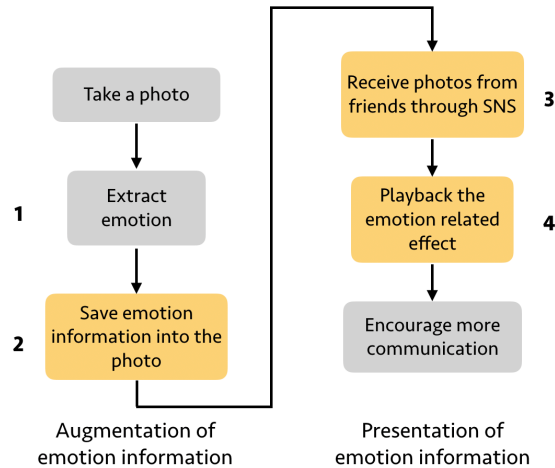 Take a photo
1
Extract
emotion
2
Save emotion
information into the
photo
Augmentation of
emotion information
Receive photos from
friends through SNS
3
Playback the
emotion related
effect
4
Encourage more
communication
Presentation of
emotion information